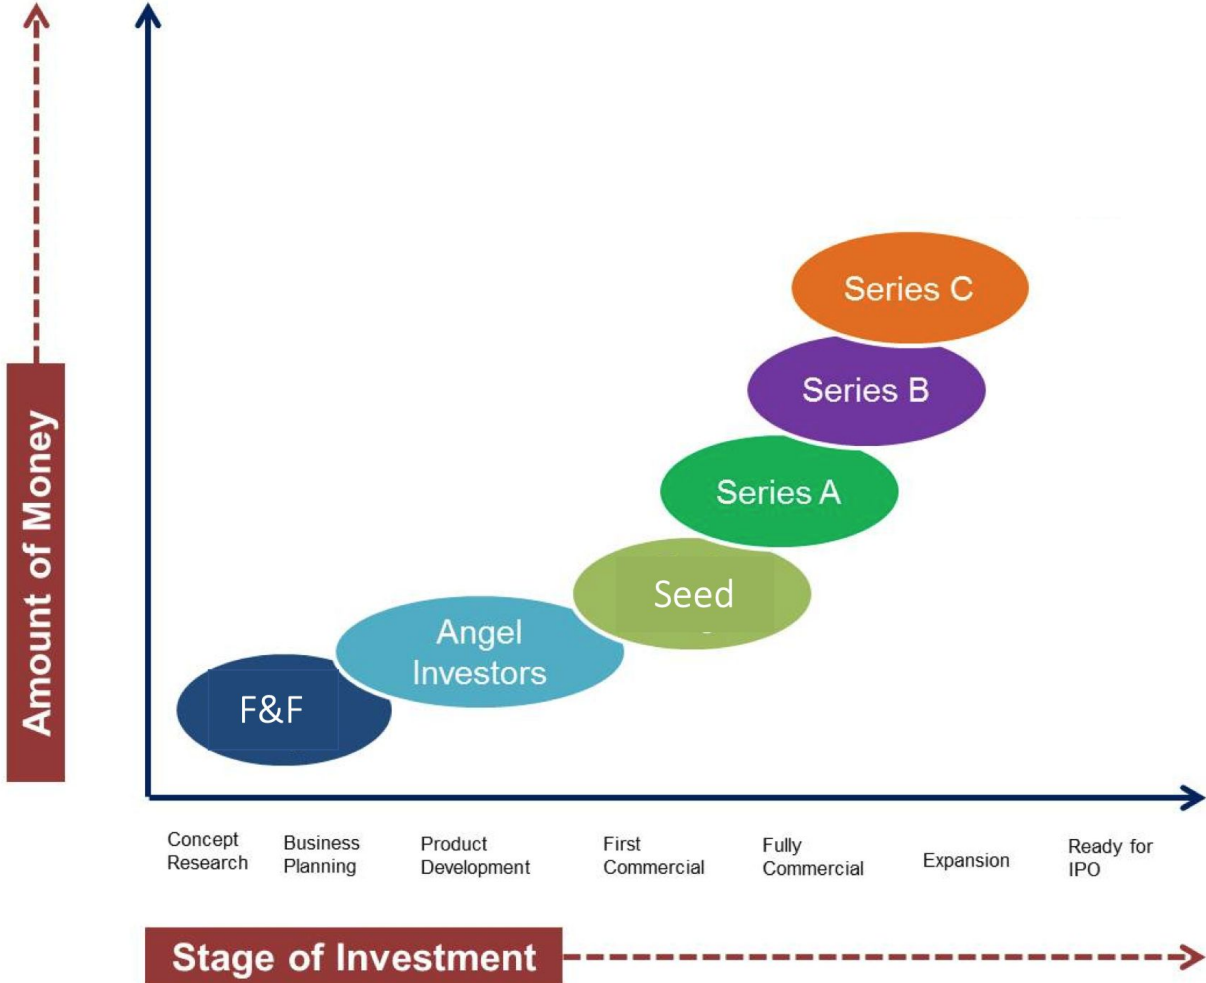 Amount of Money
Series C
Series B
Series A
Seed
Angel
Investors
F&F
Concept
Research
Business
Planning
Product
Development
First
Commercial
Fully
Commercial
Expansion
Ready for
IPO
Stage of Investment